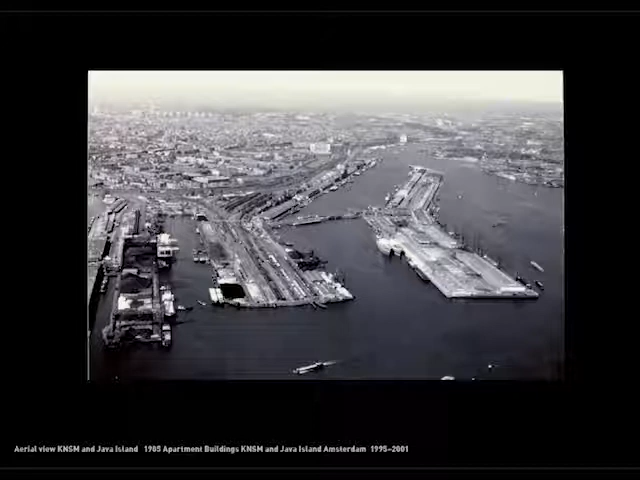 Aerial view KNSM and Java Island 1985 Apartment Buildings KNSM and Java Island Amsterdam 1995–2001